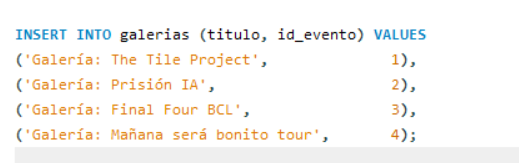 INSERT INTO galerias (titulo, id_evento) VALUES
('Galería: The Tile Project', 1),
('Galería: Prisión IA', 2),
('Galería: Final Four BCL', 3),
('Galería: Mañana será bonito tour', 4);